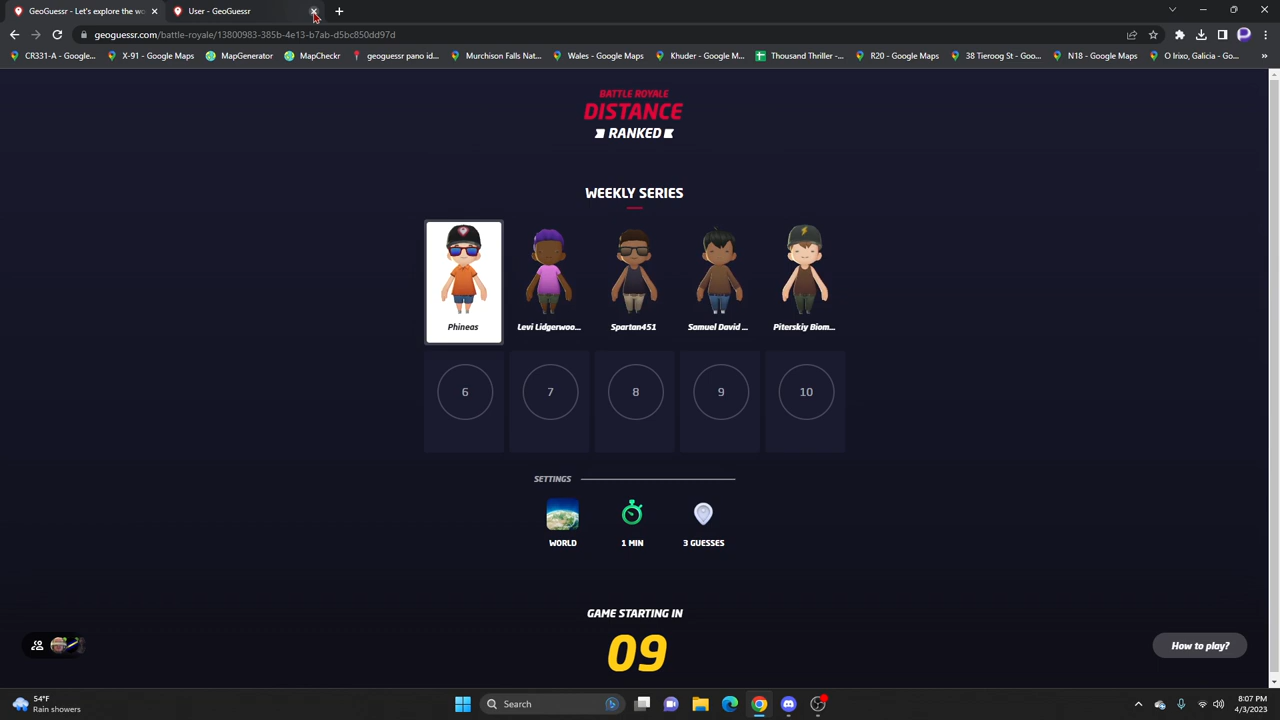 GeoGuessr - Let's explore the wo
User - GeoGuessr
geoguessr.com/battle-royale/13800983-385b-4e13-b7ab-d5bc850dd97d
CR331-A - Google... X-91 - Google Maps MapGenerator MapCheckr geoguessr pano id... Murchison Falls Nat... Wales - Google Maps Khuder - Google M... Thousand Thriller -... R20 - Google Maps 38 Tieroog St - Goo... N18 - Google Maps O Irixo, Galicia - Go... »
BATTLE ROYALE
DISTANCE
RANKED
WEEKLY SERIES
Phineas Levi Lidgerwoo... Spartan451 Samuel David ... Piterskiy Biom...
6 7 8 9 10
SETTINGS
WORLD 1 MIN 3 GUESSES
GAME STARTING IN
09
How to play?
54°F
Rain showers
Search
8:07 PM
4/3/2023